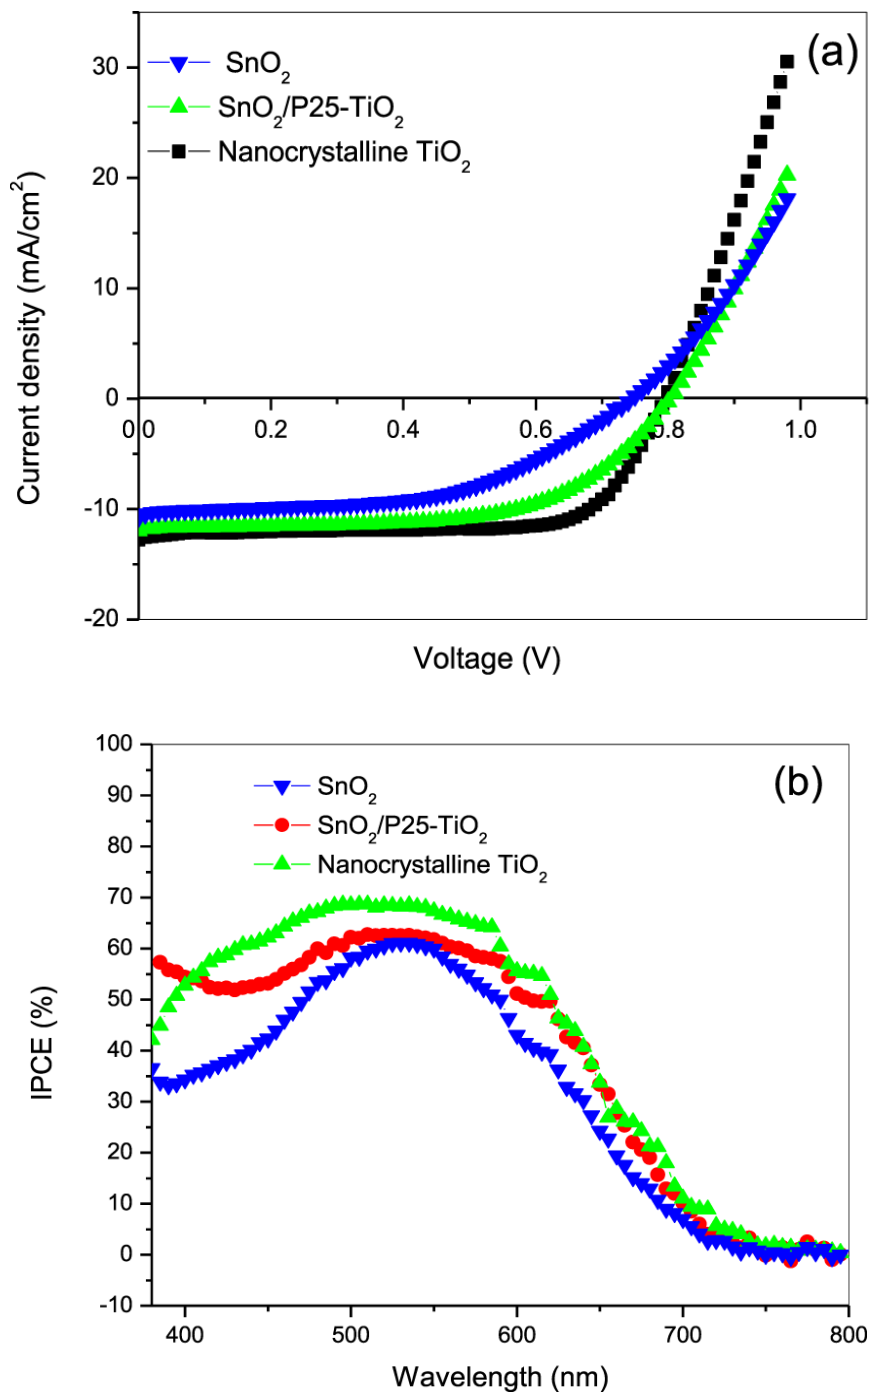 (a)
SnO₂
SnO₂/P25-TiO₂
Nanocrystalline TiO₂
30
20
10
0
-10
-20
0.0 0.2 0.4 0.6 0.8 1.0
Current density (mA/cm²)
Voltage (V)
(b)
SnO₂
SnO₂/P25-TiO₂
Nanocrystalline TiO₂
100
90
80
70
60
50
40
30
20
10
0
-10
400 500 600 700 800
IPCE (%)
Wavelength (nm)